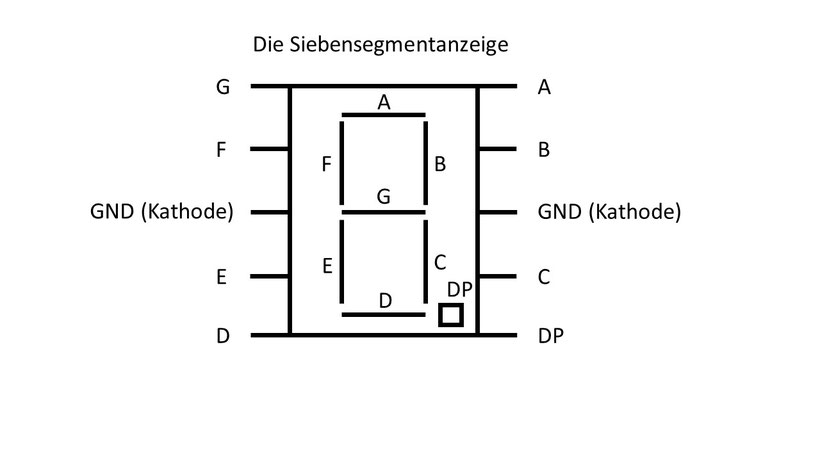 Die Siebensegmentanzeige
G
A
A
F
B
F
B
G
GND (Kathode)
GND (Kathode)
E
C
E
C
DP
D
D
DP